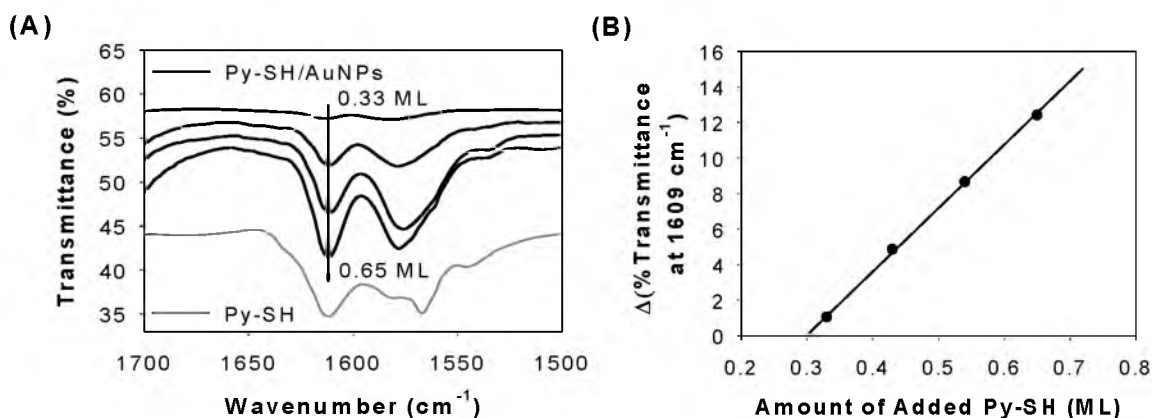 (A)
Transmittance (%)
65
60
55
50
45
40
35
Py-SH/AuNPs
0.33 ML
0.65 ML
Py-SH
1700 1650 1600 1550 1500
Wavenumber (cm-1)
(B)
Δ(%Transmittance
at 1609 cm-1)
16
14
12
10
8
6
4
2
0
0.2 0.3 0.4 0.5 0.6 0.7 0.8
Amount of Added Py-SH (ML)